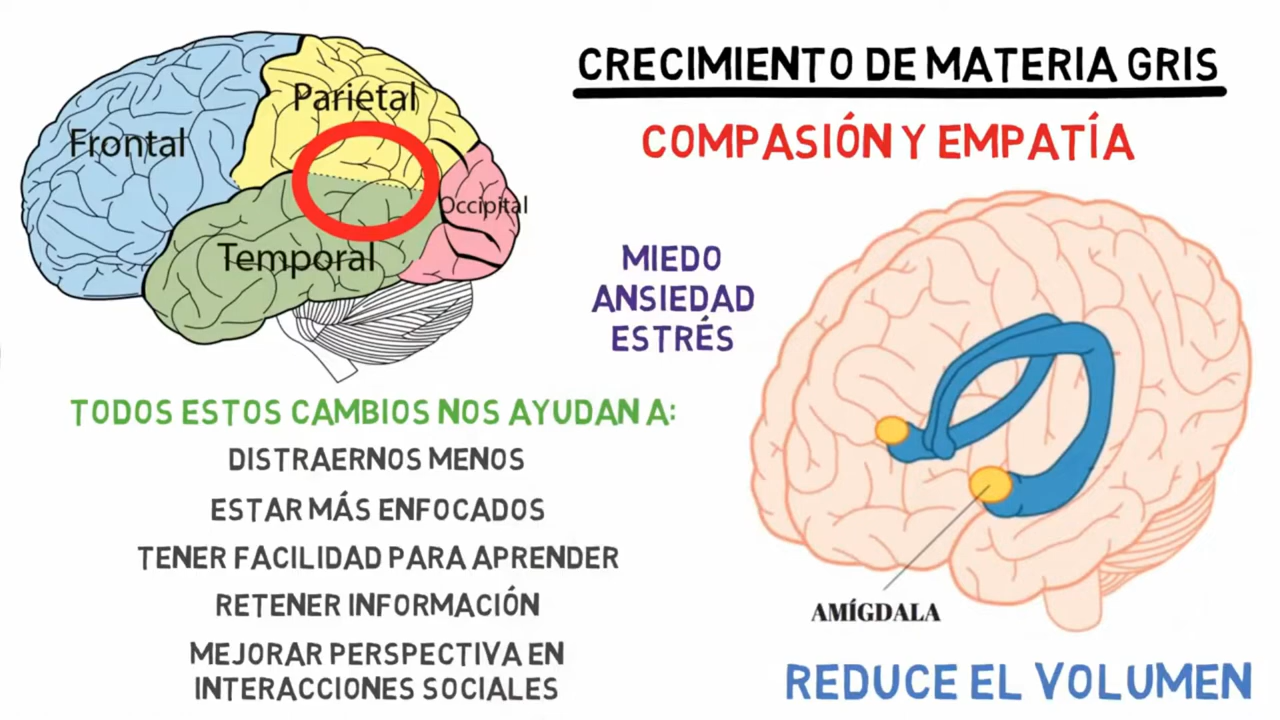 Frontal
Parietal
Occipital
Temporal
CRECIMIENTO DE MATERIA GRIS
COMPASIÓN Y EMPATÍA
MIEDO
ANSIEDAD
ESTRÉS
TODOS ESTOS CAMBIOS NOS AYUDAN A:
DISTRAERNOS MENOS
ESTAR MÁS ENFOCADOS
TENER FACILIDAD PARA APRENDER
RETENER INFORMACIÓN
MEJORAR PERSPECTIVA EN
INTERACCIONES SOCIALES
AMÍGDALA
REDUCE EL VOLUMEN